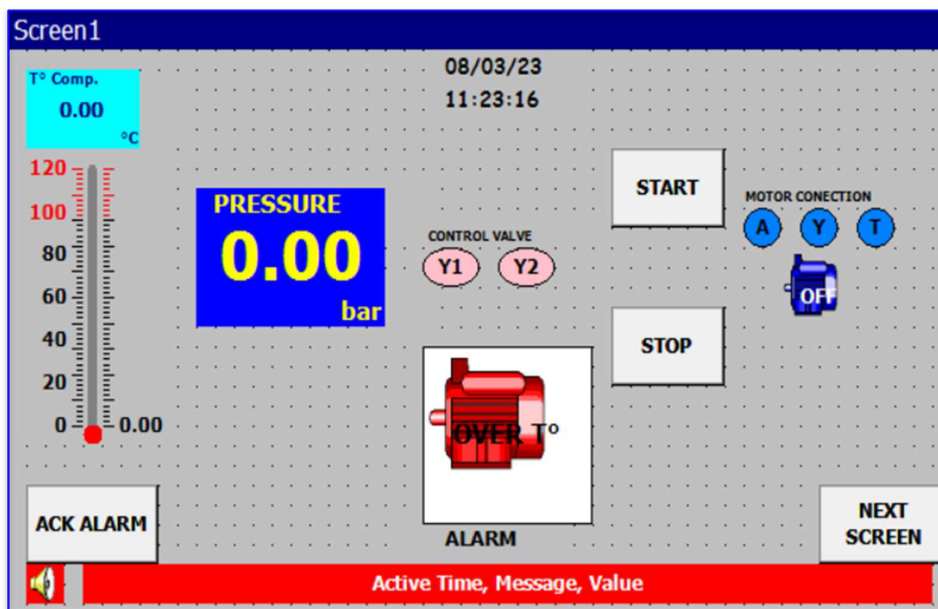 Screen1
T° Comp.
0.00
°C
08/03/23
11:23:16
120
100
80
60
40
20
0
0.00
PRESSURE
0.00
bar
CONTROL VALVE
Y1 Y2
START
STOP
MOTOR CONECTION
A Y T
OFF
OVER T°
ALARM
ACK ALARM
NEXT
SCREEN
Active Time, Message, Value